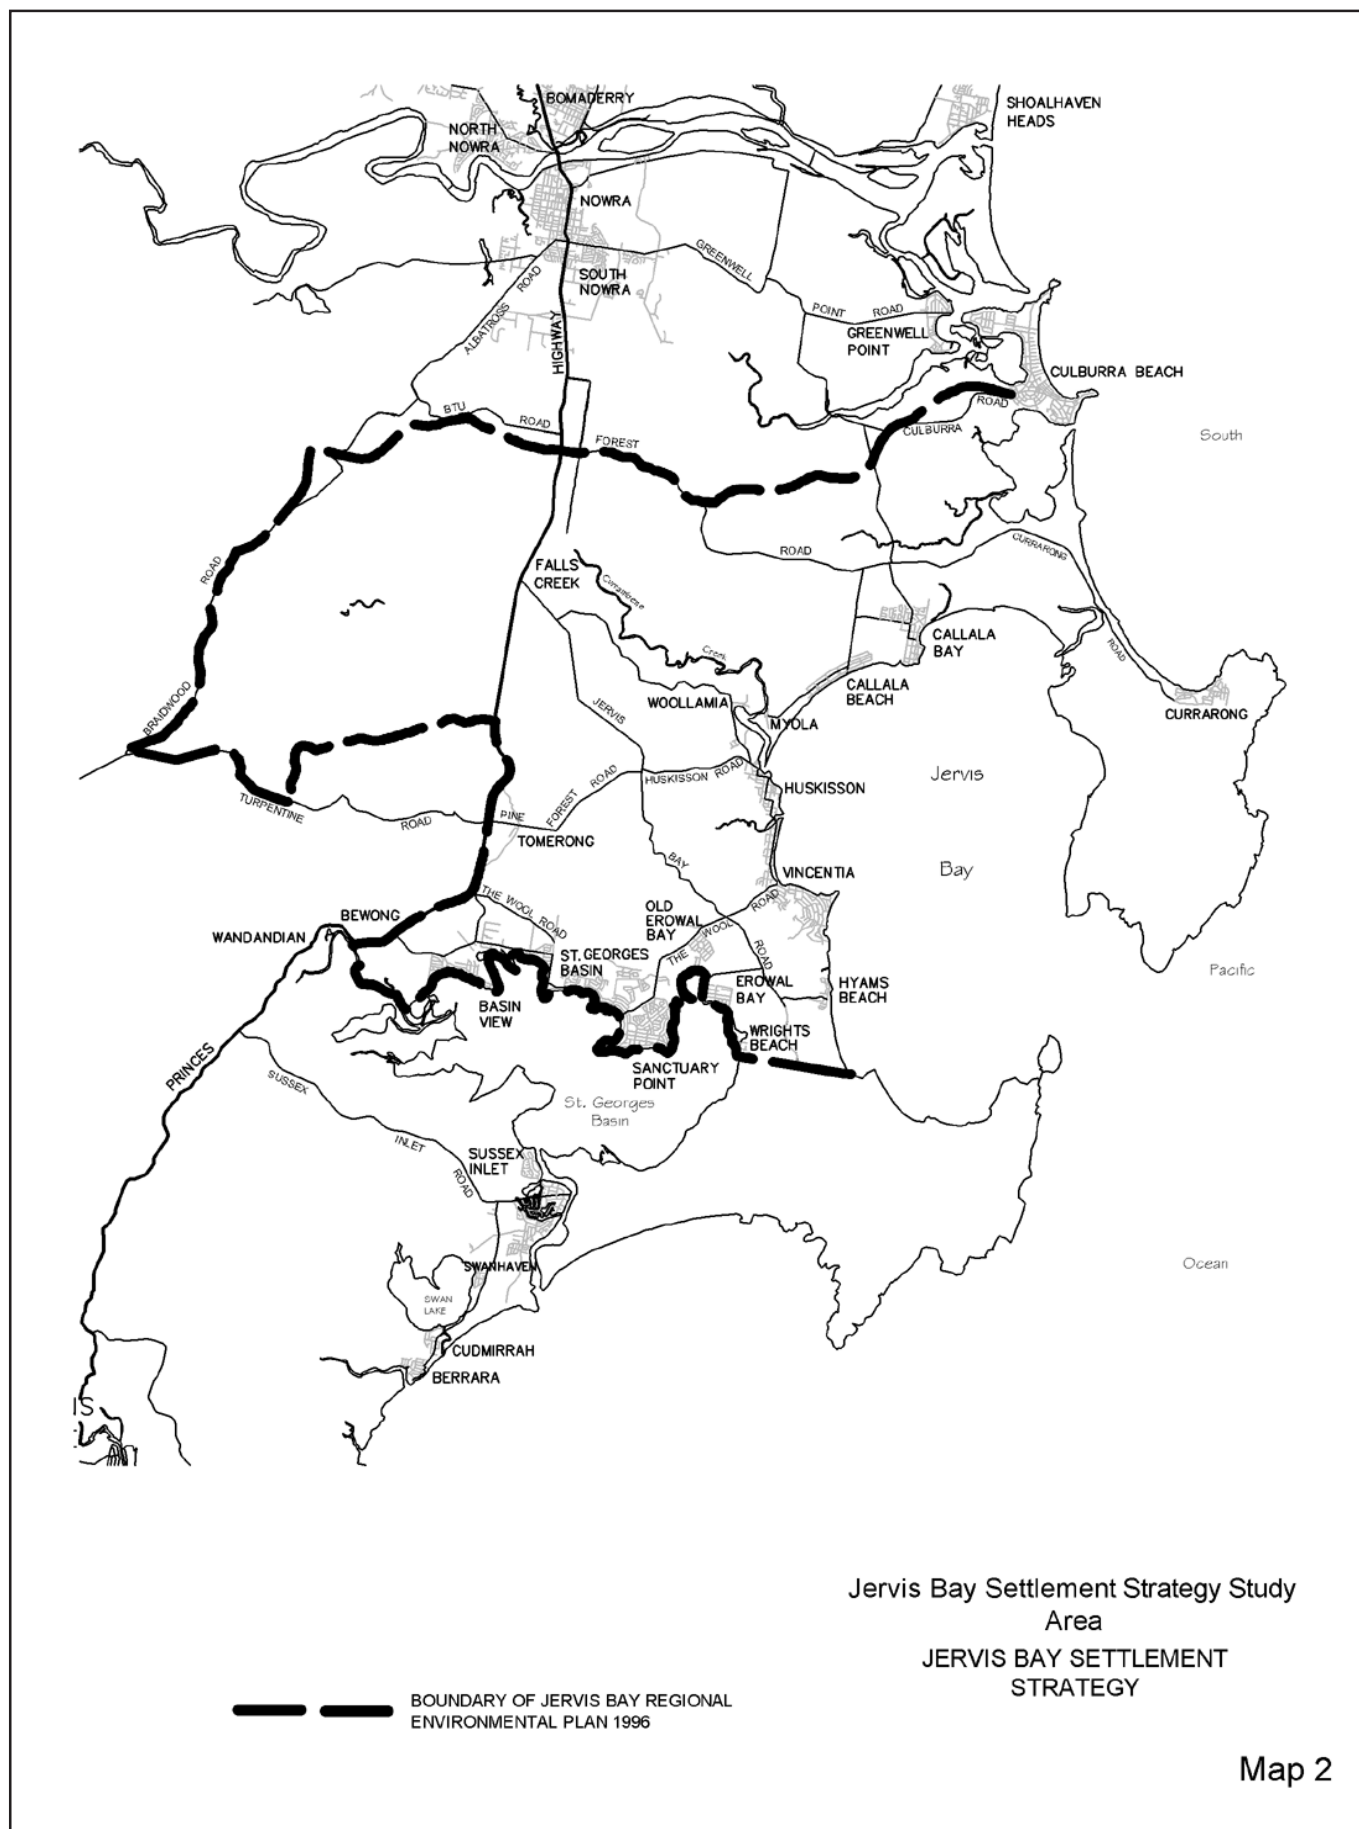 BOMADERRY
SHOALHAVEN
HEADS
NORTH
NOWRA
NOWRA
GREENWELL
SOUTH
NOWRA
ROAD
ALBATROSS
POINT ROAD
HIGHWAY
GREENWELL
POINT
CULBURRA BEACH
BTU
ROAD
ROAD
CULBURRA
FOREST
South
ROAD
CURRARONG
ROAD
FALLS
CREEK
Currambene
Creek
CALLALA
BAY
ROAD
CALLALA
BEACH
WOOLLAMIA
CURRARONG
BRAIDWOOD
JERVIS
MYOLA
Jervis
HUSKISSON ROAD
ROAD
FOREST
HUSKISSON
TURPENTINE
ROAD
PINE
TOMERONG
BAY
VINCENTIA
Bay
THE WOOL ROAD
ROAD
OLD
EROWAL
BAY
WOOL
THE
BEWONG
WANDANDIAN
ST.GEORGES
BASIN
ROAD
Pacific
EROWAL
BAY
HYAMS
BEACH
BASIN
VIEW
WRIGHTS
BEACH
PRINCES
SANCTUARY
POINT
SUSSEX
St. Georges
Basin
INLET
SUSSEX
INLET
ROAD
SWANHAVEN
Ocean
SWAN
LAKE
CUDMIRRAH
BERRARA
IS
Jervis Bay Settlement Strategy Study
Area
JERVIS BAY SETTLEMENT
STRATEGY
BOUNDARY OF JERVIS BAY REGIONAL
ENVIRONMENTAL PLAN 1996
Map 2